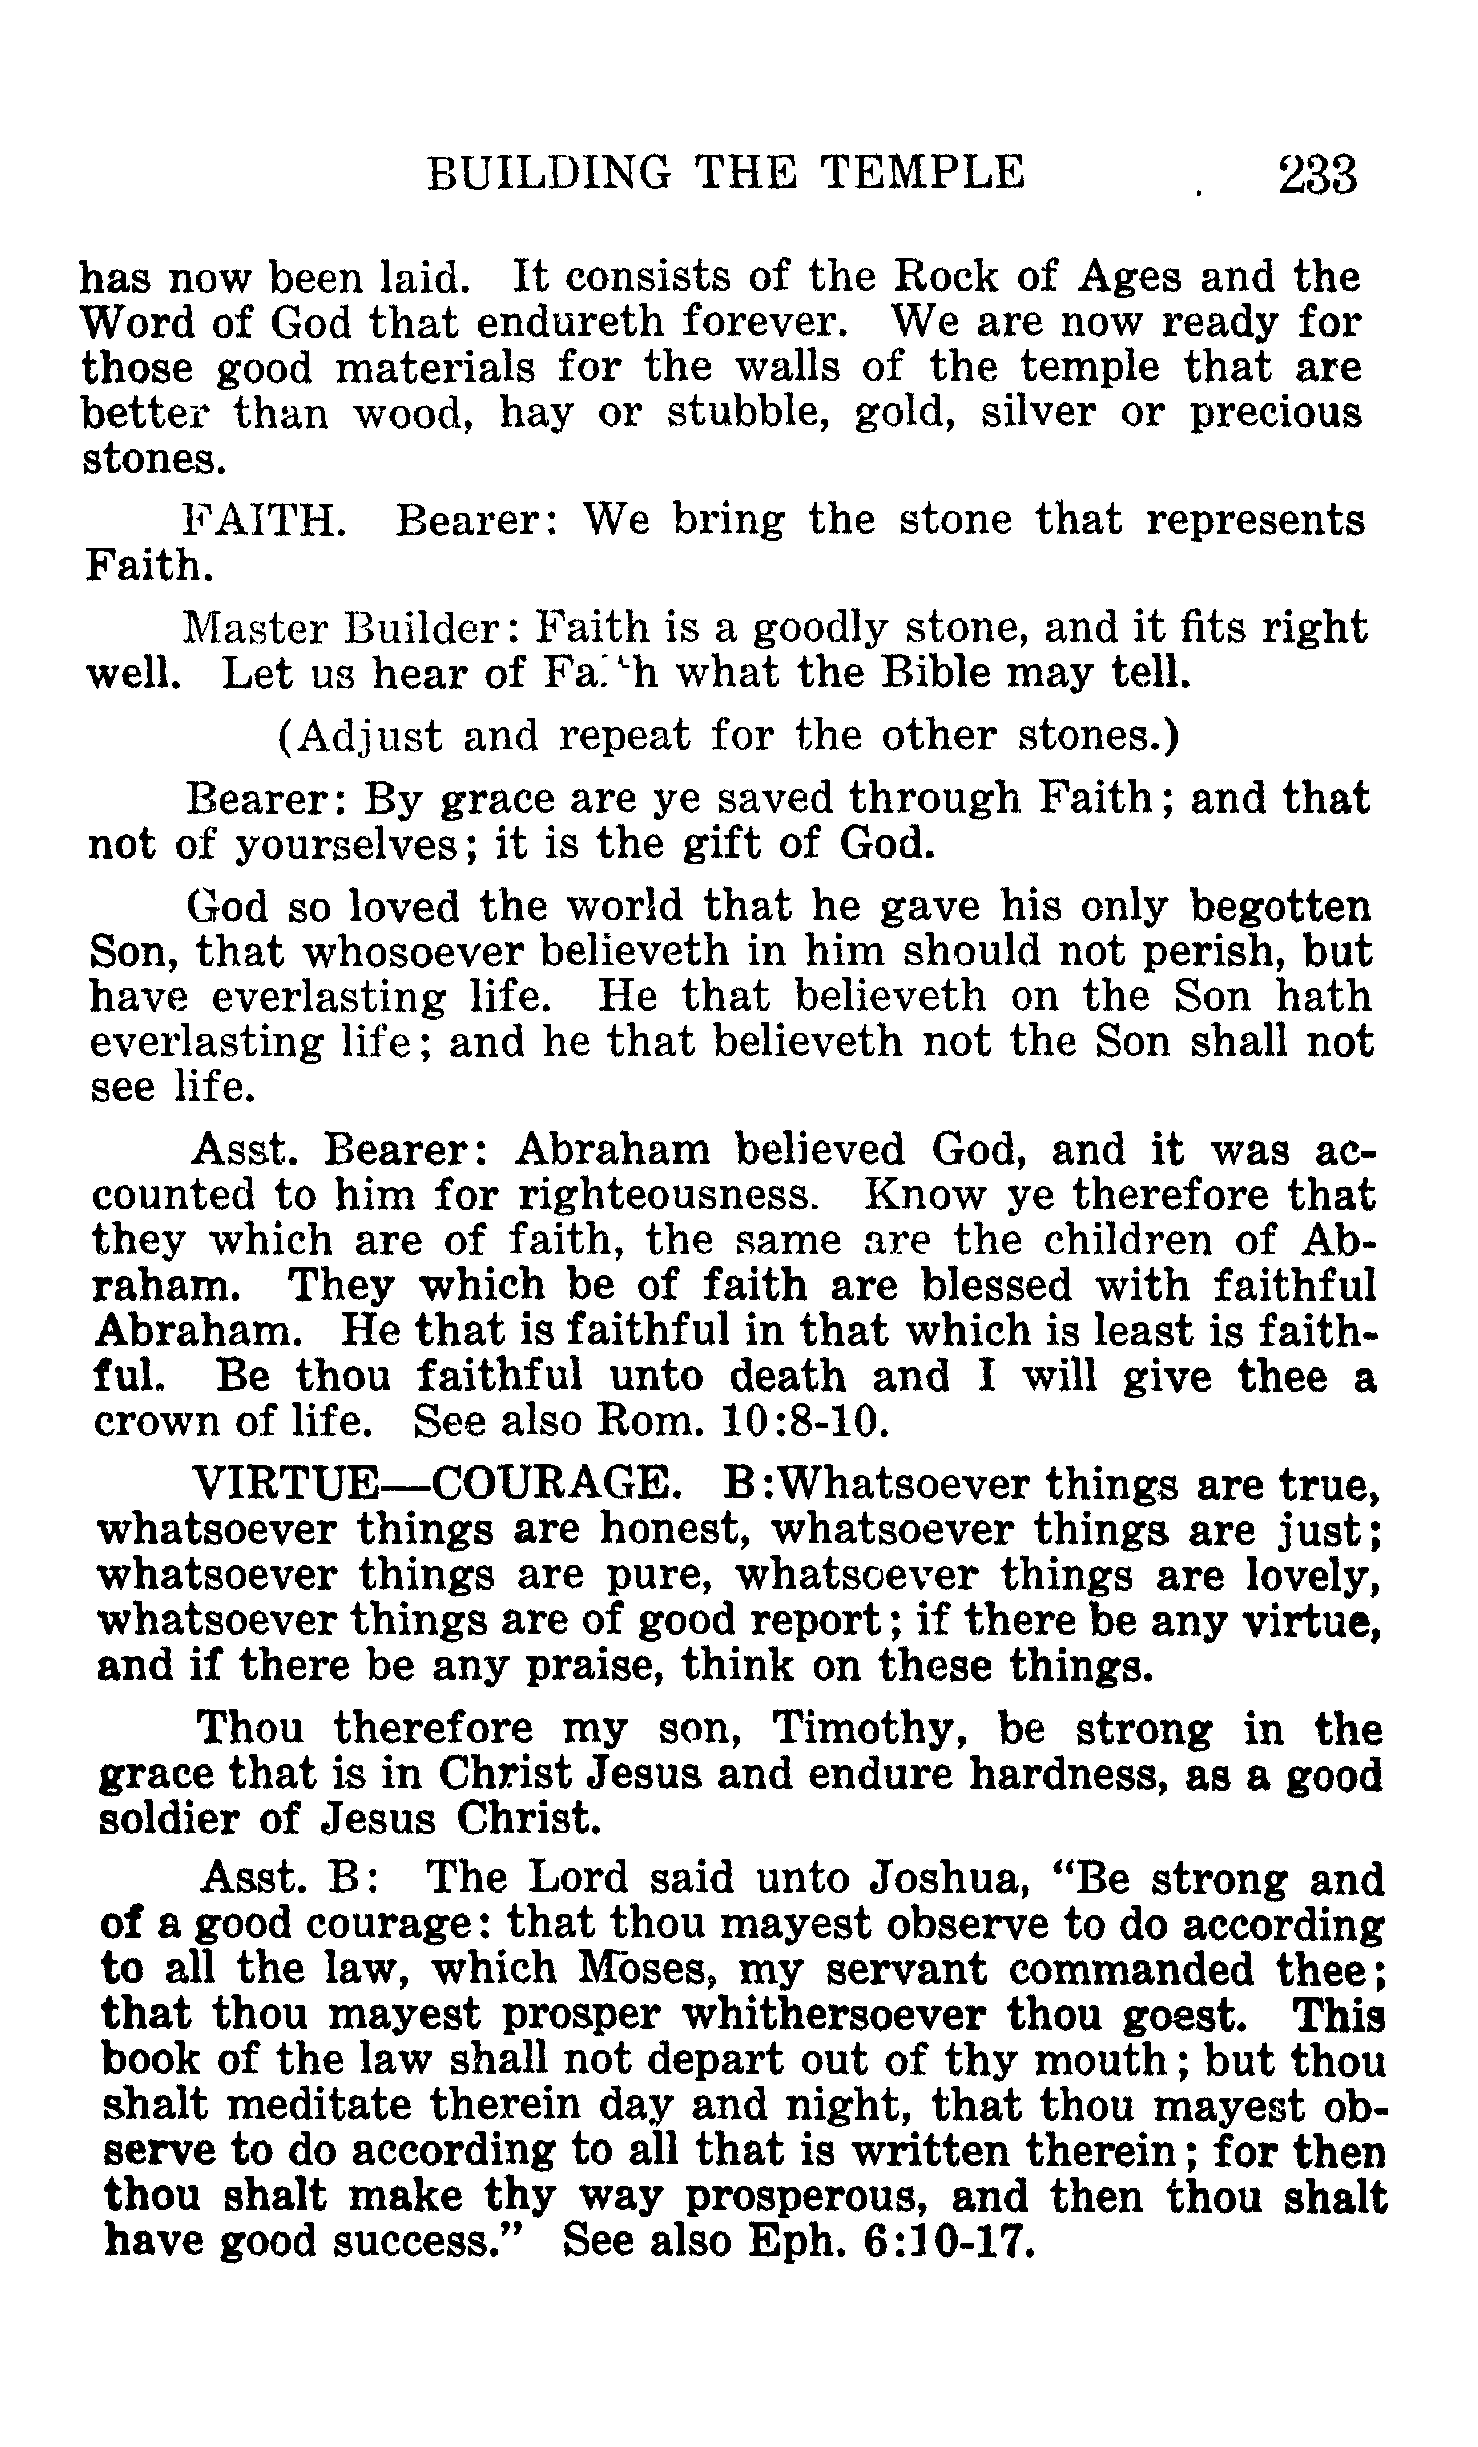 BUILDING THE TEMPLE 233
has now been laid. It consists of the Rock of Ages and the
Word of God that endureth forever. We are now ready for
those good materials for the walls of the temple that are
better than wood, hay or stubble, gold, silver or precious
stones.
FAITH. Bearer: We bring the stone that represents
Faith.
Master Builder: Faith is a goodly stone, and it fits right
well. Let us hear of Faith what the Bible may tell.
(Adjust and repeat for the other stones.)
Bearer: By grace are ye saved through Faith; and that
not of yourselves; it is the gift of God.
God so loved the world that he gave his only begotten
Son, that whosoever believeth in him should not perish, but
have everlasting life. He that believeth on the Son hath
everlasting life; and he that believeth not the Son shall not
see life.
Asst. Bearer: Abraham believed God, and it was ac-
counted to him for righteousness. Know ye therefore that
they which are of faith, the same are the children of Ab-
raham. They which be of faith are blessed with faithful
Abraham. He that is faithful in that which is least is faith-
ful. Be thou faithful unto death and I will give thee a
crown of life. See also Rom. 10:8-10.
VIRTUE—COURAGE. B:Whatsoever things are true,
whatsoever things are honest, whatsoever things are just;
whatsoever things are pure, whatsoever things are lovely,
whatsoever things are of good report; if there be any virtue,
and if there be any praise, think on these things.
Thou therefore my son, Timothy, be strong in the
grace that is in Christ Jesus and endure hardness, as a good
soldier of Jesus Christ.
Asst. B: The Lord said unto Joshua, "Be strong and
of a good courage: that thou mayest observe to do according
to all the law, which Moses, my servant commanded thee;
that thou mayest prosper whithersoever thou goest. This
book of the law shall not depart out of thy mouth; but thou
shalt meditate therein day and night, that thou mayest ob-
serve to do according to all that is written therein; for then
thou shalt make thy way prosperous, and then thou shalt
have good success." See also Eph. 6:10-17.